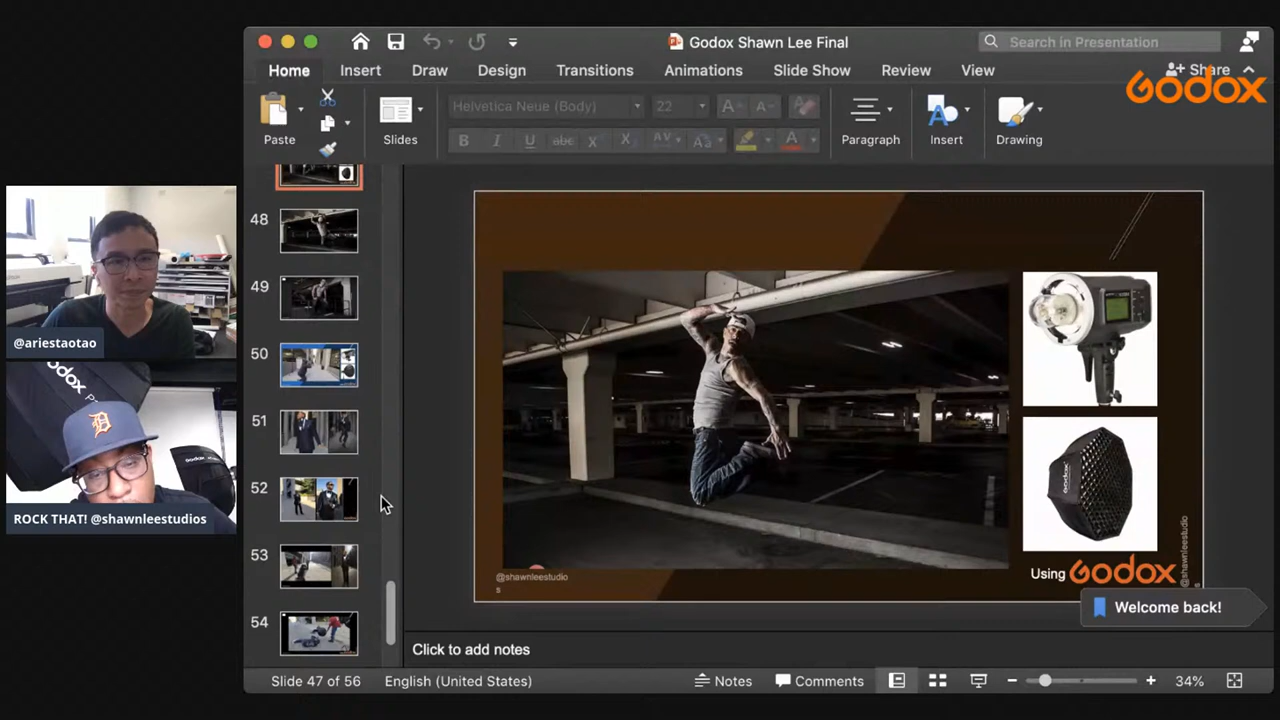 Godox Shawn Lee Final
Search in Presentation
Home Insert Draw Design Transitions Animations Slide Show Review View Share
Godox
Helvetica Neue (Body) 22
Paste Slides Paragraph Insert Drawing
48
49
50
51
52
53
54
@ariestaotao
Godox
ROCK THAT! @shawnleestudios
@shawnleestudio
s
Using Godox
@shawnleestudio
s
Welcome back!
Click to add notes
Slide 47 of 56 English (United States) Notes Comments 34%